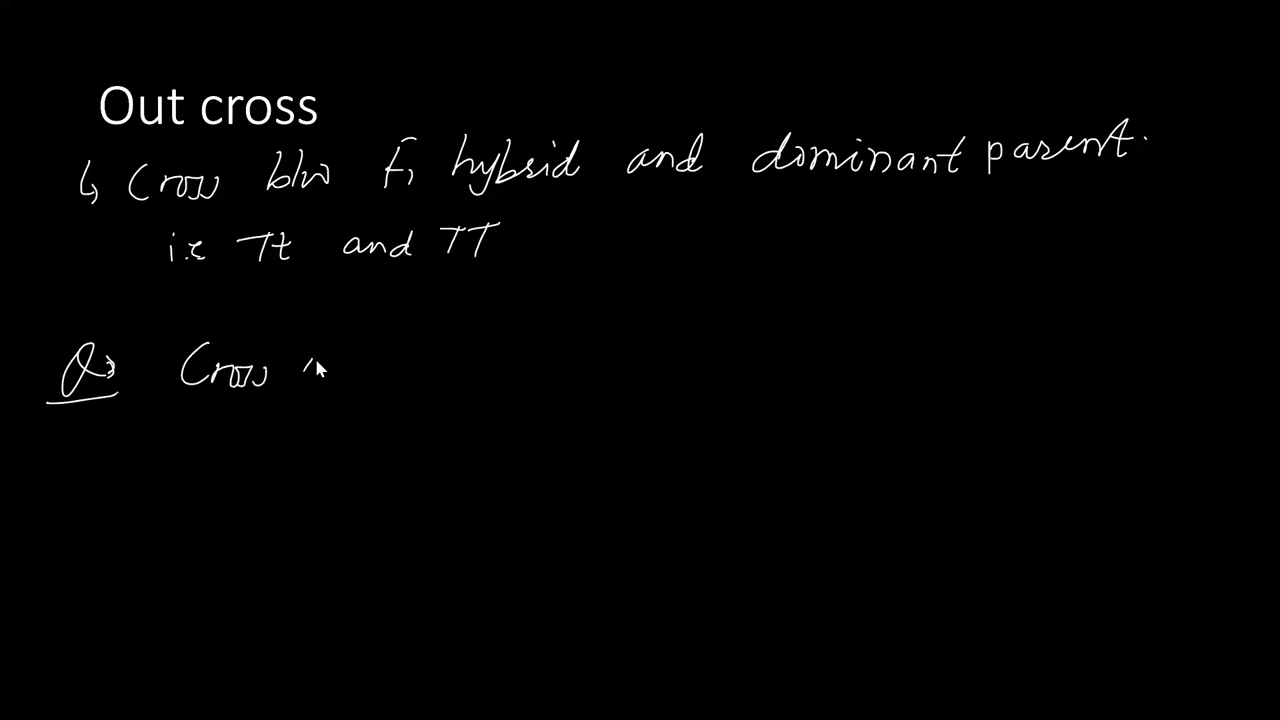 Out cross
↳ Cross b/w F₁ hybrid and dominant parent.
i.e Tt and TT
Q› Cross